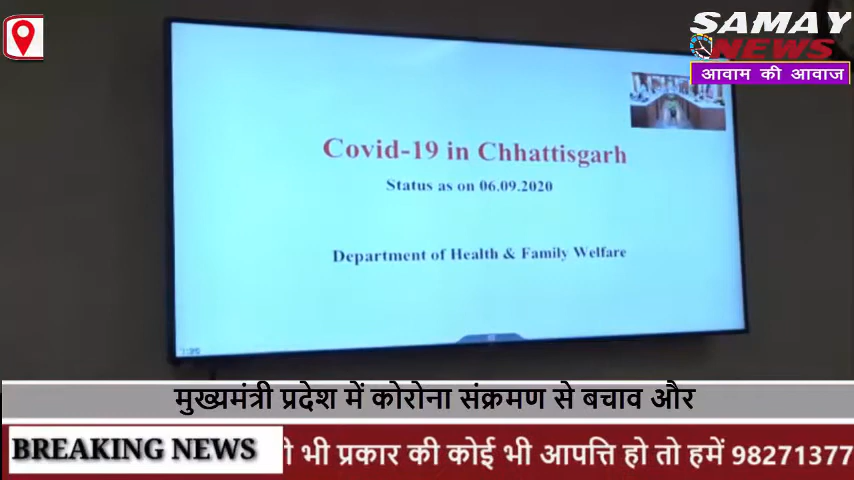 SAMAY
NEWS
आवाम की आवाज
Covid-19 in Chhattisgarh
Status as on 06.09.2020
Department of Health & Family Welfare
मुख्यमंत्री प्रदेश में कोरोना संक्रमण से बचाव और
BREAKING NEWS
भी प्रकार की कोई भी आपत्ति हो तो हमें 98271377